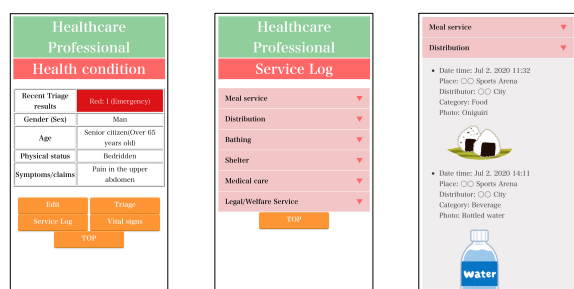 Healthcare
Professional
Health condition
Recent Triage
results
Red: I (Emergency)
Gender (Sex)
Man
Age
Senior citizen(Over 65
years old)
Physical status
Bedridden
Symptoms/claims
Pain in the upper
abdomen
Edit
Triage
Service Log
Vital signs
TOP
Healthcare
Professional
Service Log
Meal service
Distribution
Bathing
Shelter
Medical care
Legal/Welfare Service
TOP
Meal service
Distribution
Date time: Jul 2, 2020 11:32
Place: ○○ Sports Arena
Distributor: ○○ City
Category: Food
Photo: Onigiri
Date time: Jul 2, 2020 14:11
Place: ○○ Sports Arena
Distributor: ○○ City
Category: Beverage
Photo: Bottled water
Water